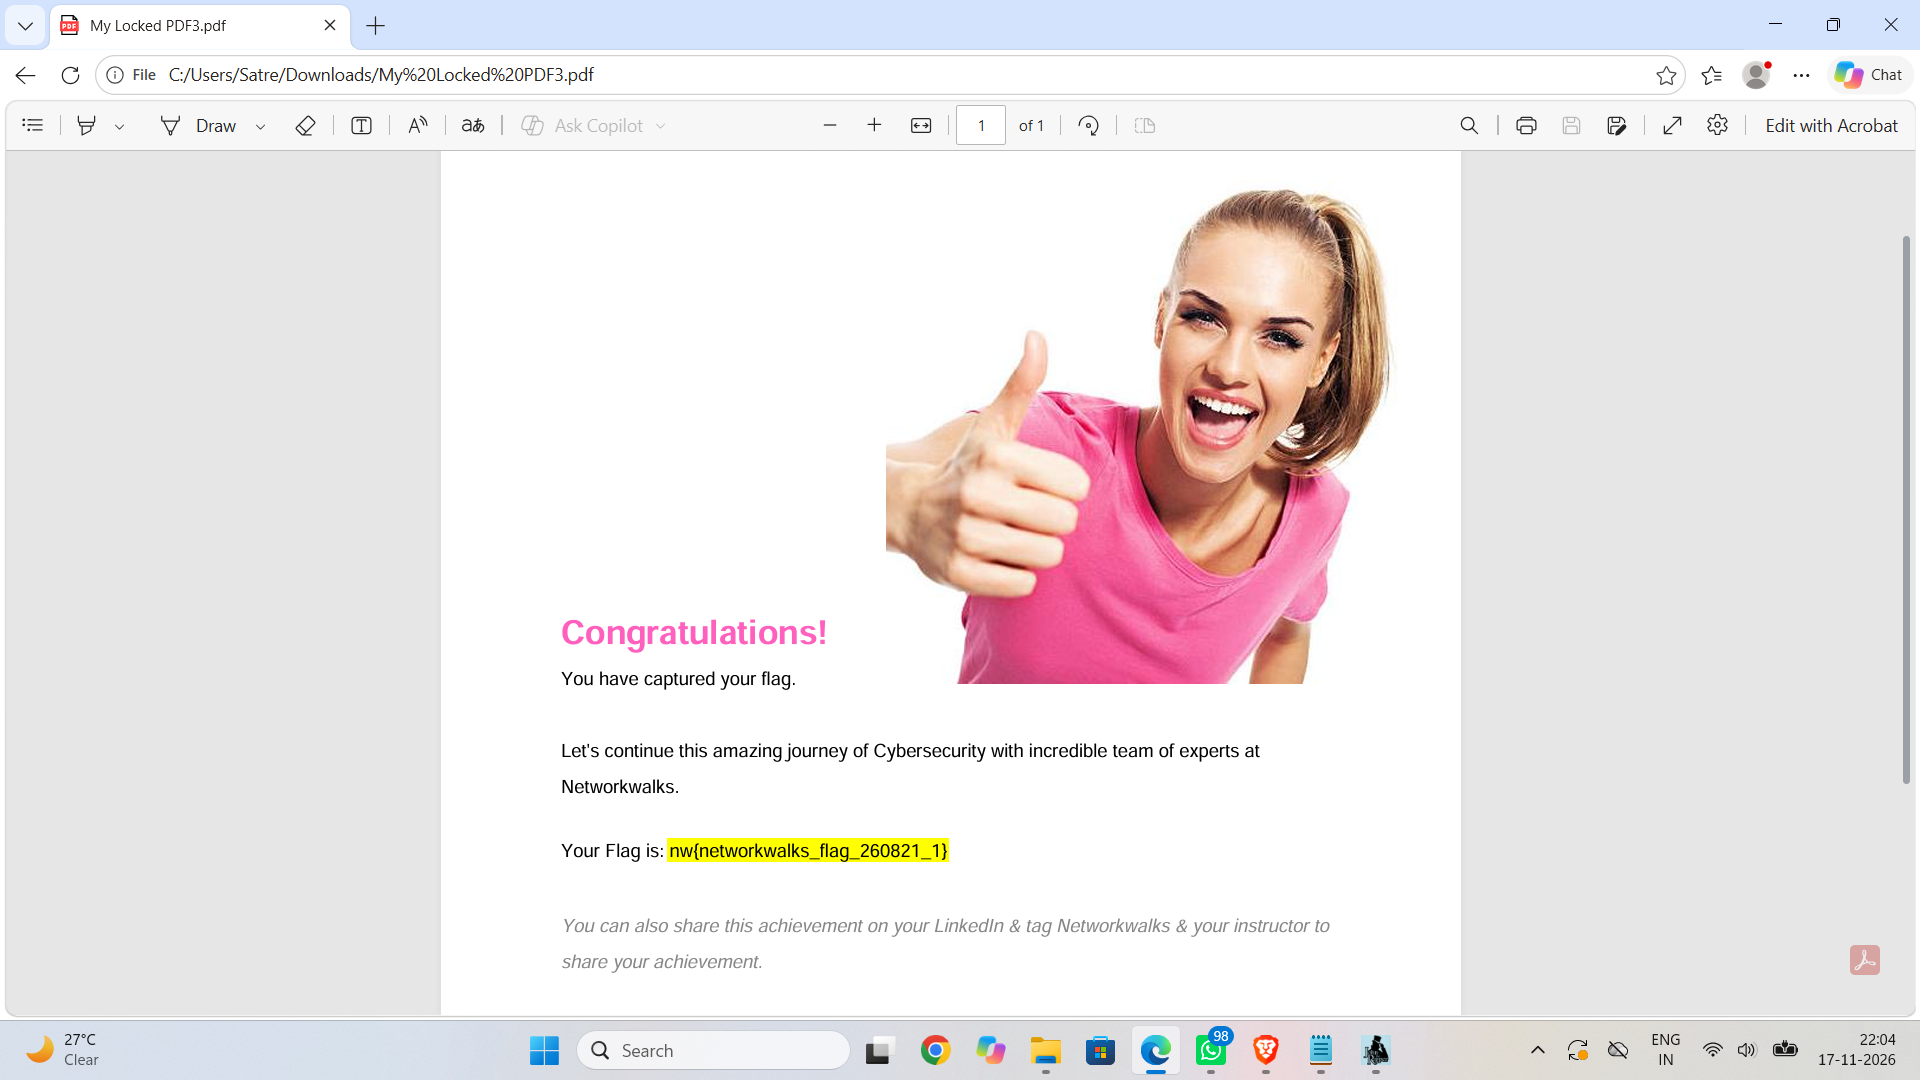 My Locked PDF3.pdf
File C:/Users/Satre/Downloads/My%20Locked%20PDF3.pdf
Chat
Draw
aあ
Ask Copilot
1 of 1
Edit with Acrobat
Congratulations!
You have captured your flag.
Let's continue this amazing journey of Cybersecurity with incredible team of experts at
Networkwalks.
Your Flag is: nw{networkwalks_flag_260821_1}
You can also share this achievement on your LinkedIn & tag Networkwalks & your instructor to
share your achievement.
27°C
Clear
Search
98
ENG
IN
22:04
17-11-2026